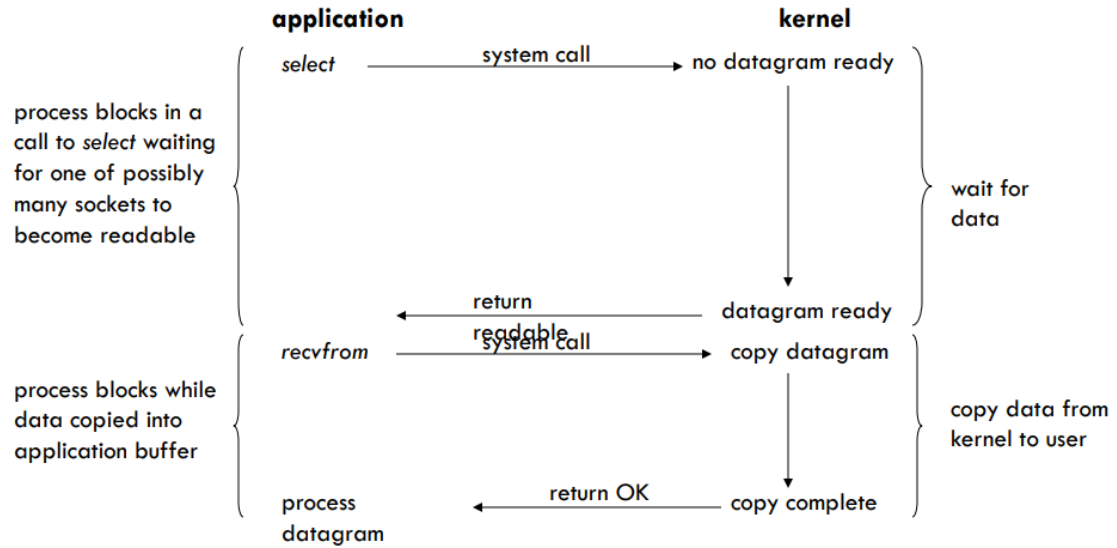 application
kernel
select
system call
no datagram ready
process blocks in a
call to select waiting
for one of possibly
many sockets to
become readable
wait for
data
return
readable
datagram ready
recvfrom
system call
copy datagram
process blocks while
data copied into
application buffer
copy data from
kernel to user
process
datagram
return OK
copy complete